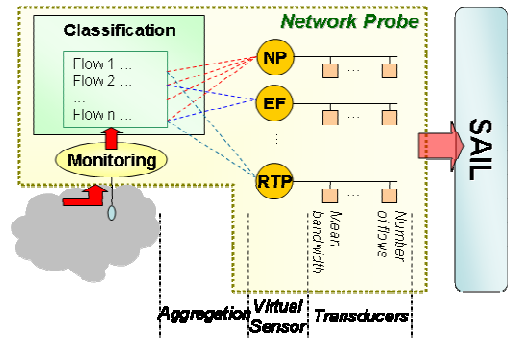 Network Probe
Classification
Flow 1 ...
Flow 2 ...
...
Flow n ...
Monitoring
NP
...
EF
...
...
RTP
...
Mean
bandwidth
Number
of flows
SAIL
Aggregation
Virtual
Sensor
Transducers